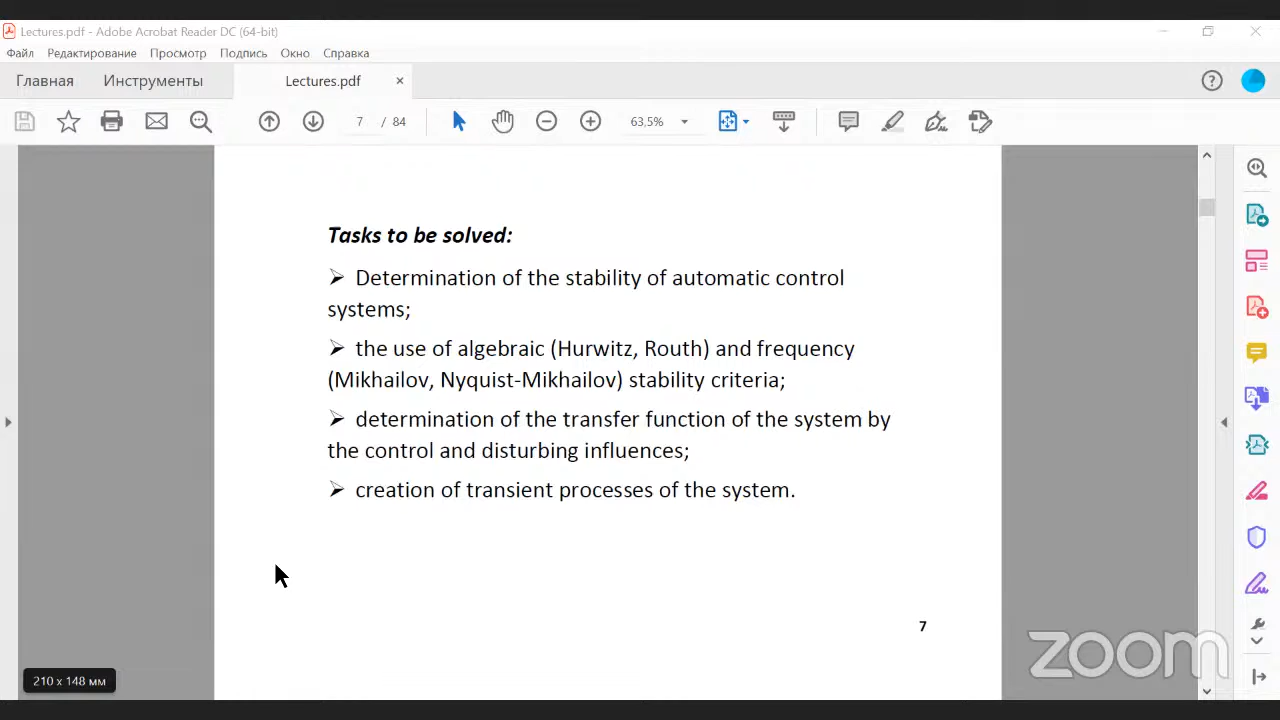 Lectures.pdf - Adobe Acrobat Reader DC (64-bit)
Файл Редактирование Просмотр Подпись Окно Справка
Главная Инструменты Lectures.pdf ×
7 / 84 63,5%
Tasks to be solved:
➢ Determination of the stability of automatic control
systems;
➢ the use of algebraic (Hurwitz, Routh) and frequency
(Mikhailov, Nyquist-Mikhailov) stability criteria;
➢ determination of the transfer function of the system by
the control and disturbing influences;
➢ creation of transient processes of the system.
7
zoom
210 x 148 мм